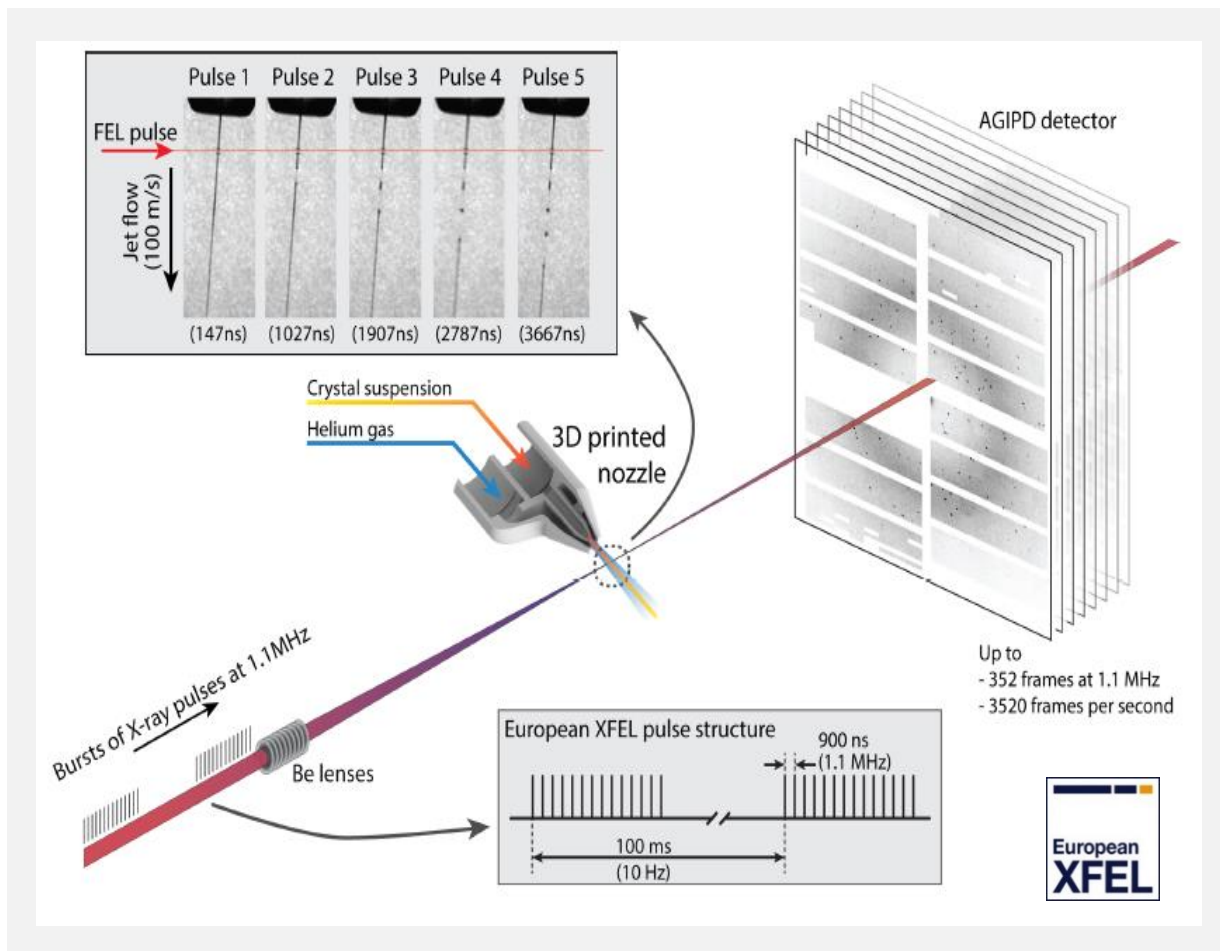 Pulse 1 Pulse 2 Pulse 3 Pulse 4 Pulse 5
FEL pulse
Jet flow
(100 m/s)
(147ns) (1027ns) (1907ns) (2787ns) (3667ns)
AGIPD detector
Crystal suspension
Helium gas
3D printed
nozzle
Up to
- 352 frames at 1.1 MHz
- 3520 frames per second
Bursts of X-ray pulses at 1.1MHz
Be lenses
European XFEL pulse structure
900 ns
(1.1 MHz)
100 ms
(10 Hz)
European
XFEL